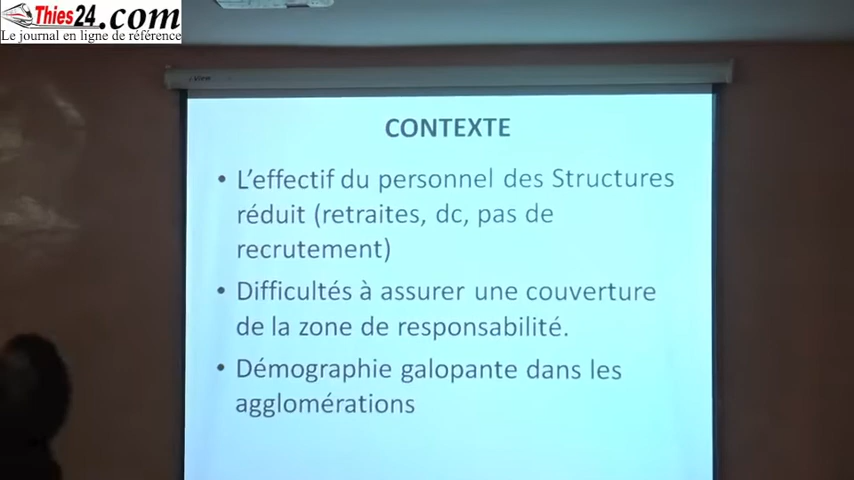 Thies24.com
Le journal en ligne de référence
CONTEXTE
• L'effectif du personnel des Structures
réduit (retraites, dc, pas de
recrutement)
• Difficultés à assurer une couverture
de la zone de responsabilité.
• Démographie galopante dans les
agglomérations